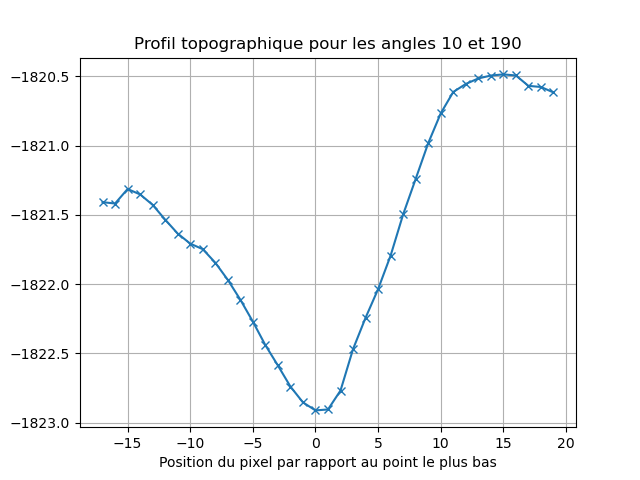 Profil topographique pour les angles 10 et 190
−1820.5
−1821.0
−1821.5
−1822.0
−1822.5
−1823.0
−15 −10 −5 0 5 10 15 20
Position du pixel par rapport au point le plus bas